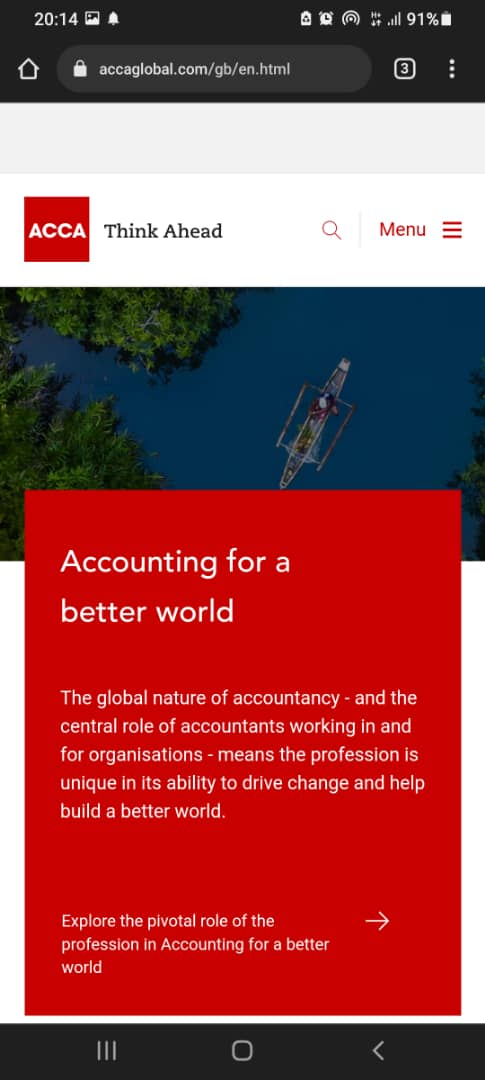 20:14 91%
accaglobal.com/gb/en.html 3
ACCA Think Ahead Menu
Accounting for a
better world
The global nature of accountancy - and the
central role of accountants working in and
for organisations - means the profession is
unique in its ability to drive change and help
build a better world.
Explore the pivotal role of the
profession in Accounting for a better
world